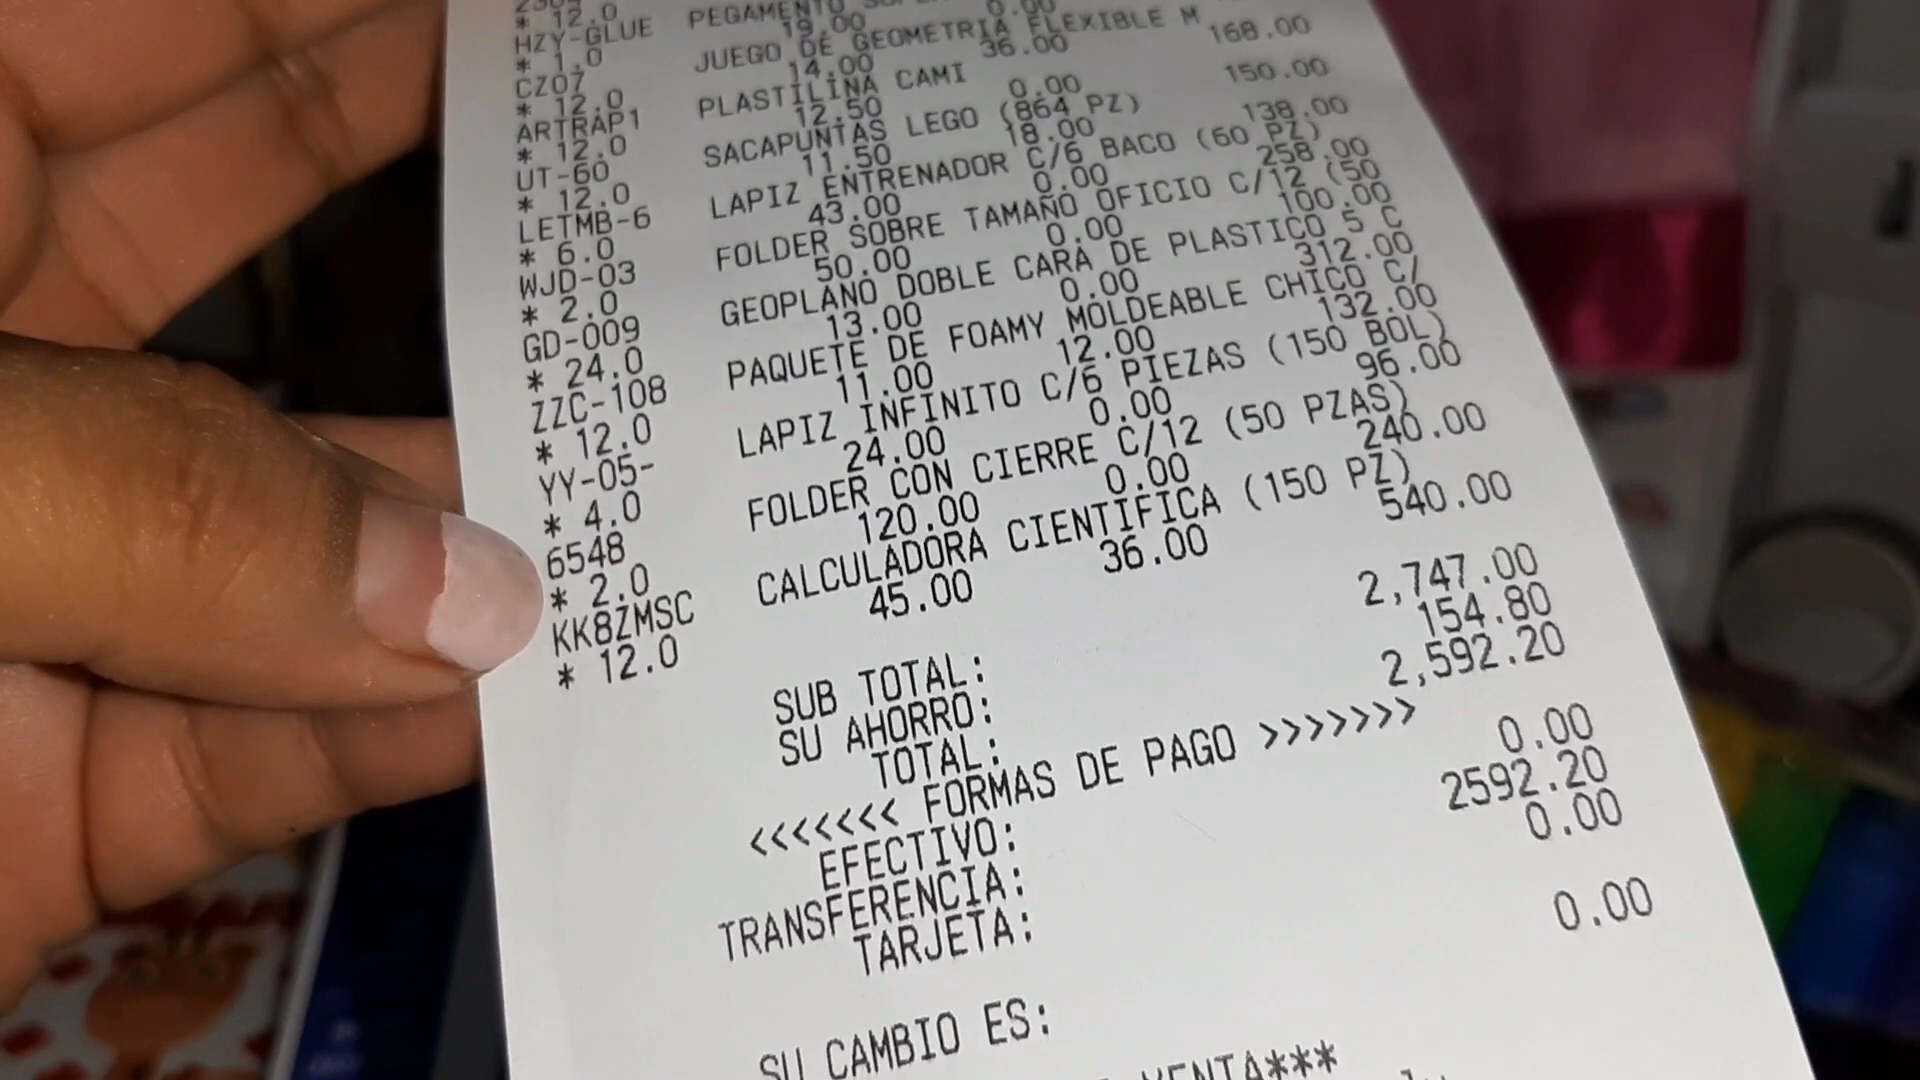 * 12.0
HZY-GLUE PEGAMENTO
* 1.0 19.00 0.00
CZ07 JUEGO DE GEOMETRIA FLEXIBLE M
* 12.0 14.00 36.00 168.00
ARTRAP1 PLASTILINA CAMI
* 12.0 12.50 0.00 150.00
UT-60 SACAPUNTAS LEGO (864 PZ)
* 12.0 11.50 18.00 138.00
LETMB-6 LAPIZ ENTRENADOR C/6 BACO (60 PZ)
* 6.0 43.00 0.00 258.00
WJD-03 FOLDER SOBRE TAMAÑO OFICIO C/12 (50
* 2.0 50.00 0.00 100.00
GD-009 GEOPLANO DOBLE CARA DE PLASTICO 5 C
* 24.0 13.00 0.00 312.00
ZZC-108 PAQUETE DE FOAMY MOLDEABLE CHICO C/
* 12.0 11.00 12.00 132.00
YY-05- LAPIZ INFINITO C/6 PIEZAS (150 BOL)
* 4.0 24.00 0.00 96.00
6548 FOLDER CON CIERRE C/12 (50 PZAS)
* 2.0 120.00 0.00 240.00
KK8ZMSC CALCULADORA CIENTIFICA (150 PZ)
* 12.0 45.00 36.00 540.00
SUB TOTAL: 2,747.00
SU AHORRO: 154.80
TOTAL: 2,592.20
<<<<<<< FORMAS DE PAGO >>>>>>>
EFECTIVO: 0.00
TRANSFERENCIA: 2592.20
TARJETA: 0.00
SU CAMBIO ES: 0.00
VENTA***